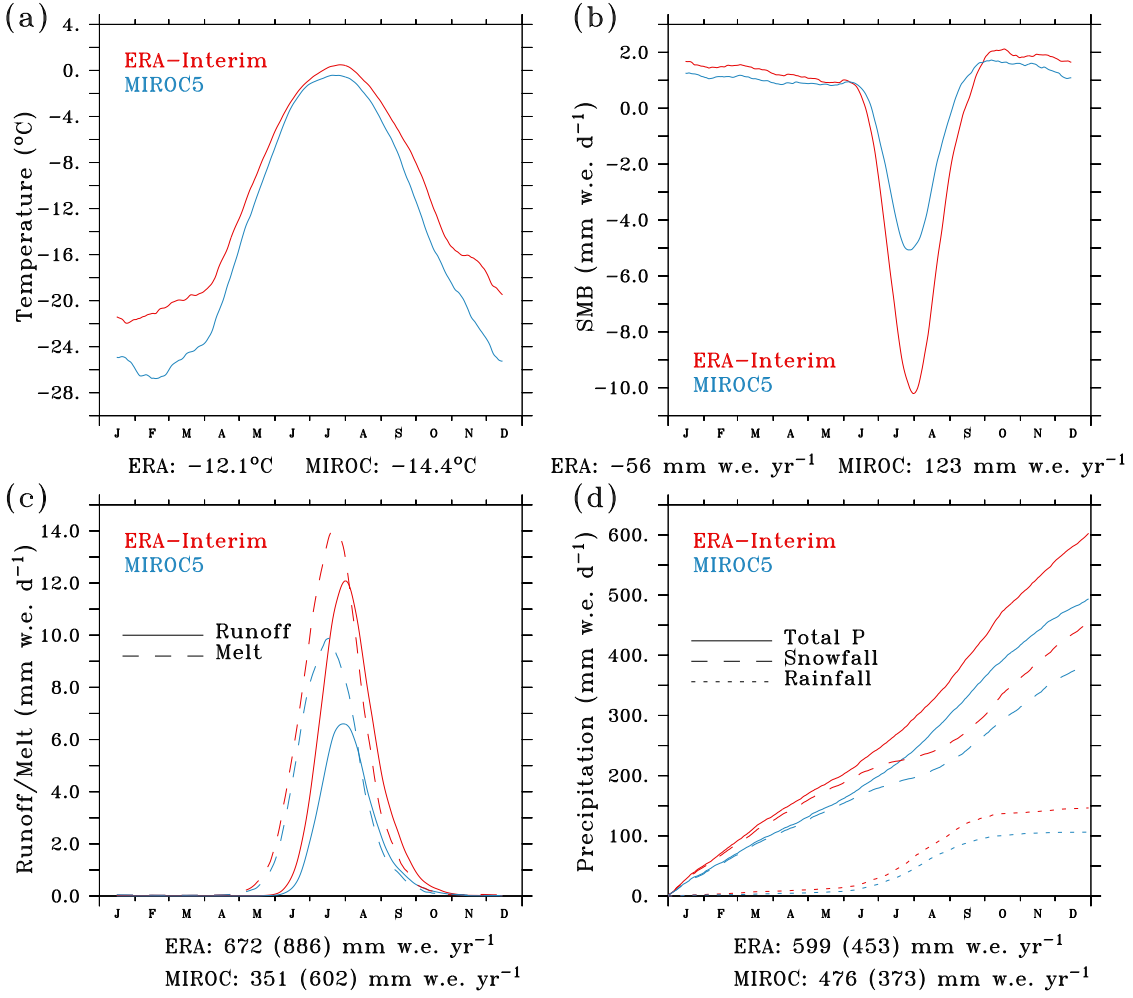 (a)
4.
0.
−4.
−8.
−12.
−16.
−20.
−24.
−28.
Temperature (ºC)
ERA−Interim
MIROC5
J F M A M J J A S O N D
ERA: −12.1ºC MIROC: −14.4ºC
(b)
2.0
0.0
−2.0
−4.0
−6.0
−8.0
−10.0
SMB (mm w.e. d⁻¹)
ERA−Interim
MIROC5
J F M A M J J A S O N D
ERA: −56 mm w.e. yr⁻¹ MIROC: 123 mm w.e. yr⁻¹
(c)
14.0
12.0
10.0
8.0
6.0
4.0
2.0
0.0
Runoff/Melt (mm w.e. d⁻¹)
ERA−Interim
MIROC5
Runoff
Melt
J F M A M J J A S O N D
ERA: 672 (886) mm w.e. yr⁻¹
MIROC: 351 (602) mm w.e. yr⁻¹
(d)
600.
500.
400.
300.
200.
100.
0.
Precipitation (mm w.e. d⁻¹)
ERA−Interim
MIROC5
Total P
Snowfall
Rainfall
J F M A M J J A S O N D
ERA: 599 (453) mm w.e. yr⁻¹
MIROC: 476 (373) mm w.e. yr⁻¹